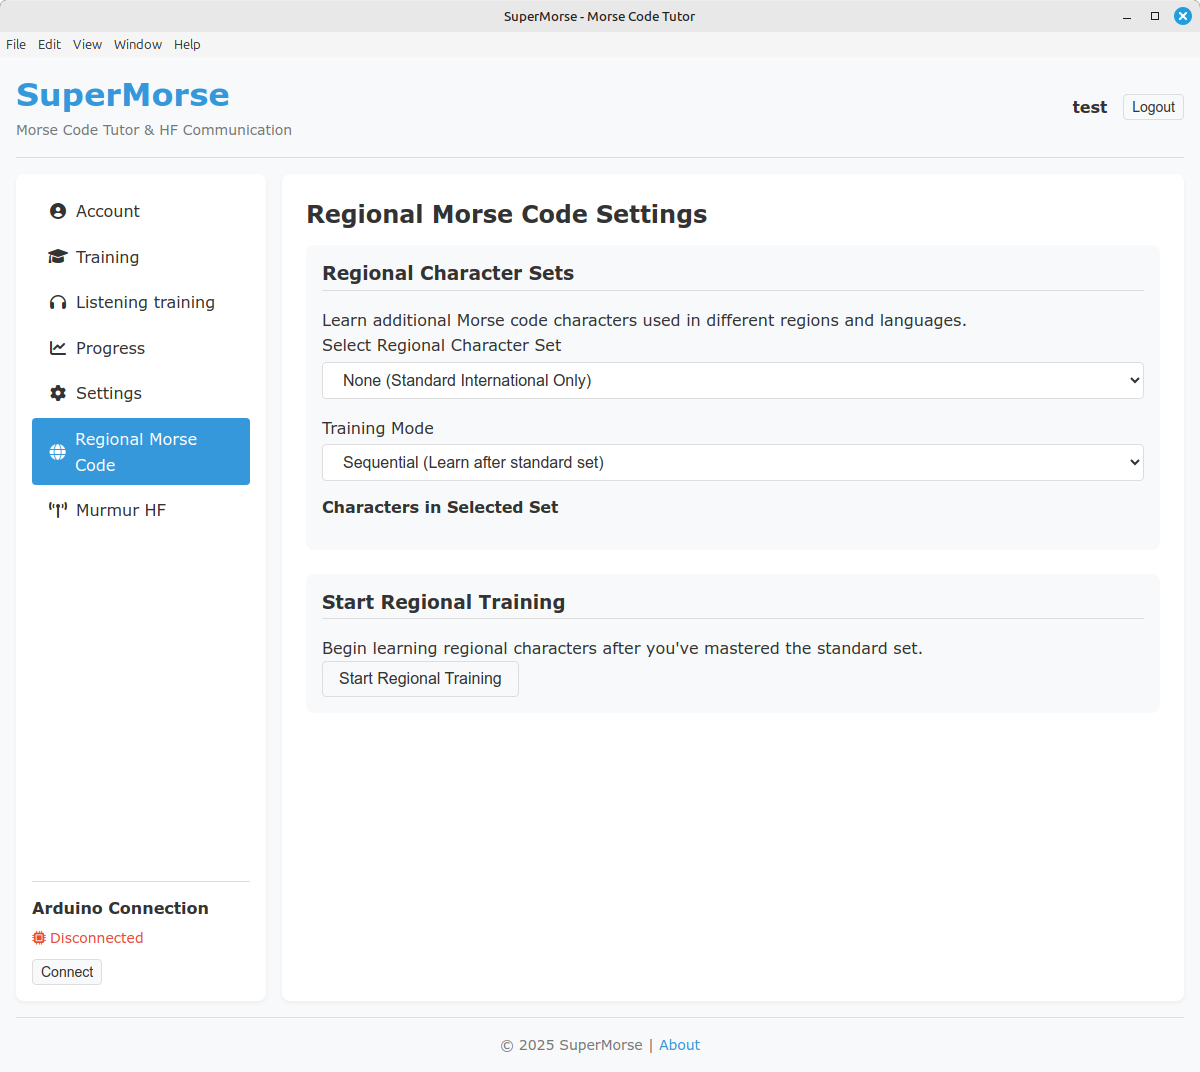 SuperMorse - Morse Code Tutor
File Edit View Window Help
SuperMorse
Morse Code Tutor & HF Communication
test
Logout
Account
Training
Listening training
Progress
Settings
Regional Morse
Code
Murmur HF
Arduino Connection
Disconnected
Connect
Regional Morse Code Settings
Regional Character Sets
Learn additional Morse code characters used in different regions and languages.
Select Regional Character Set
None (Standard International Only)
Training Mode
Sequential (Learn after standard set)
Characters in Selected Set
Start Regional Training
Begin learning regional characters after you've mastered the standard set.
Start Regional Training
© 2025 SuperMorse | About